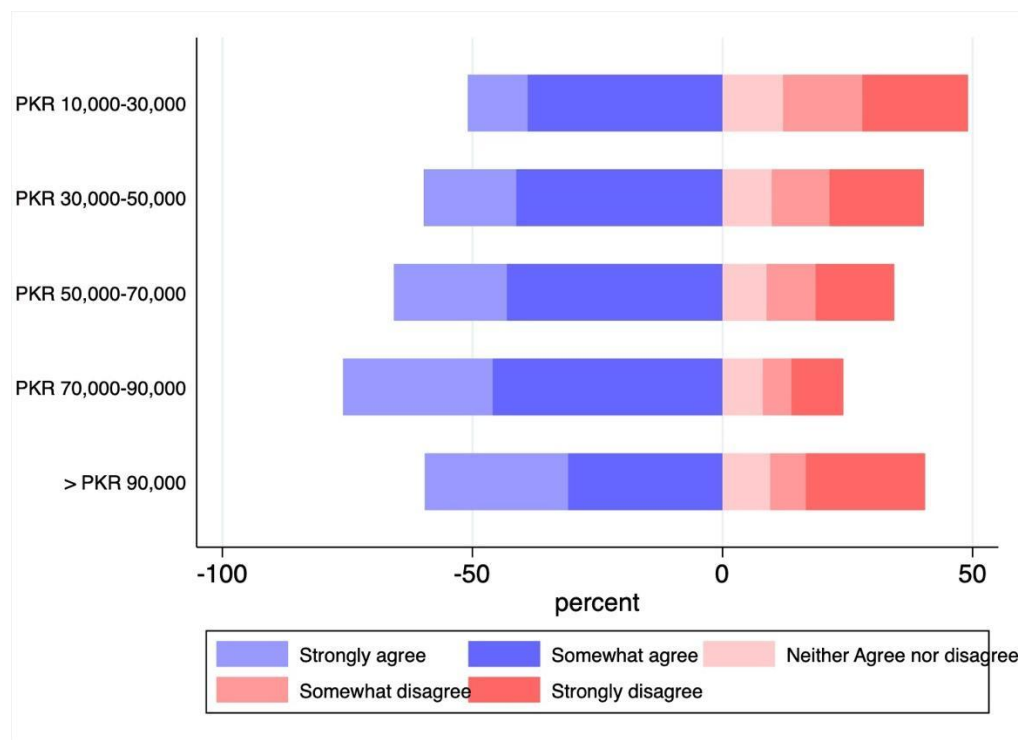 PKR 10,000-30,000
PKR 30,000-50,000
PKR 50,000-70,000
PKR 70,000-90,000
> PKR 90,000
-100 -50 0 50
percent
Strongly agree Somewhat agree Neither Agree nor disagree
Somewhat disagree Strongly disagree